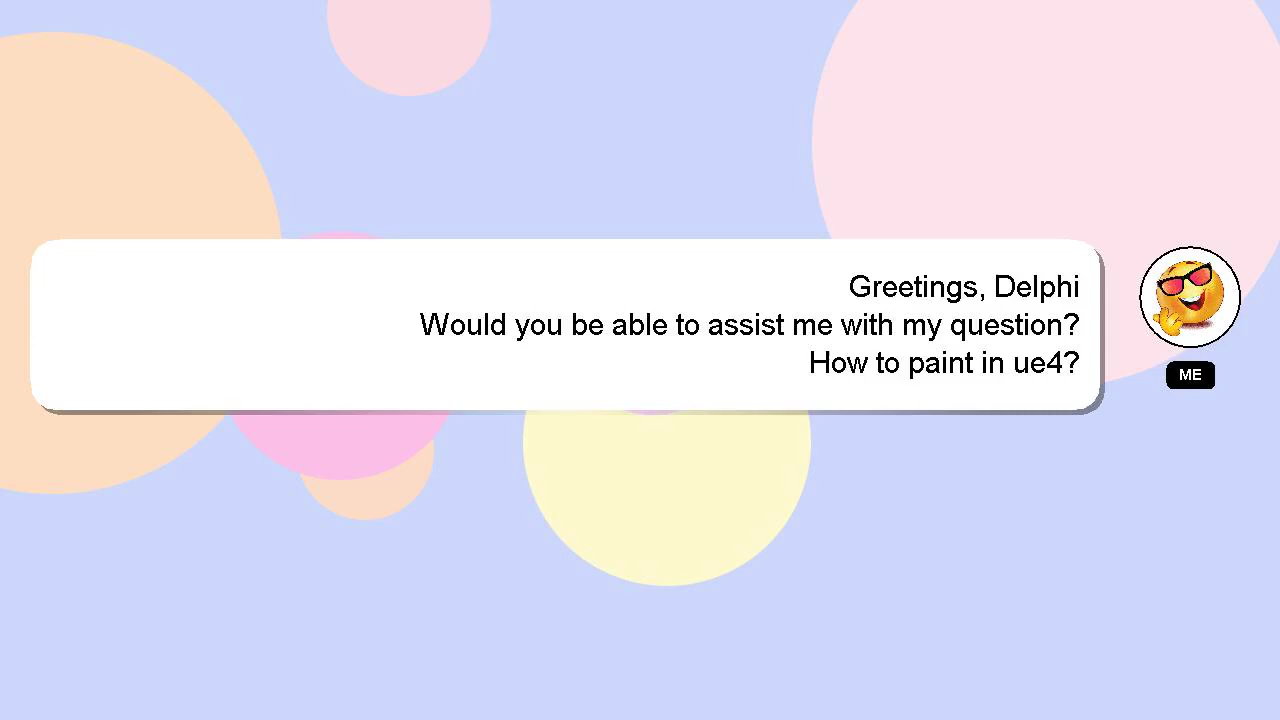 Greetings, Delphi
Would you be able to assist me with my question?
How to paint in ue4?
ME